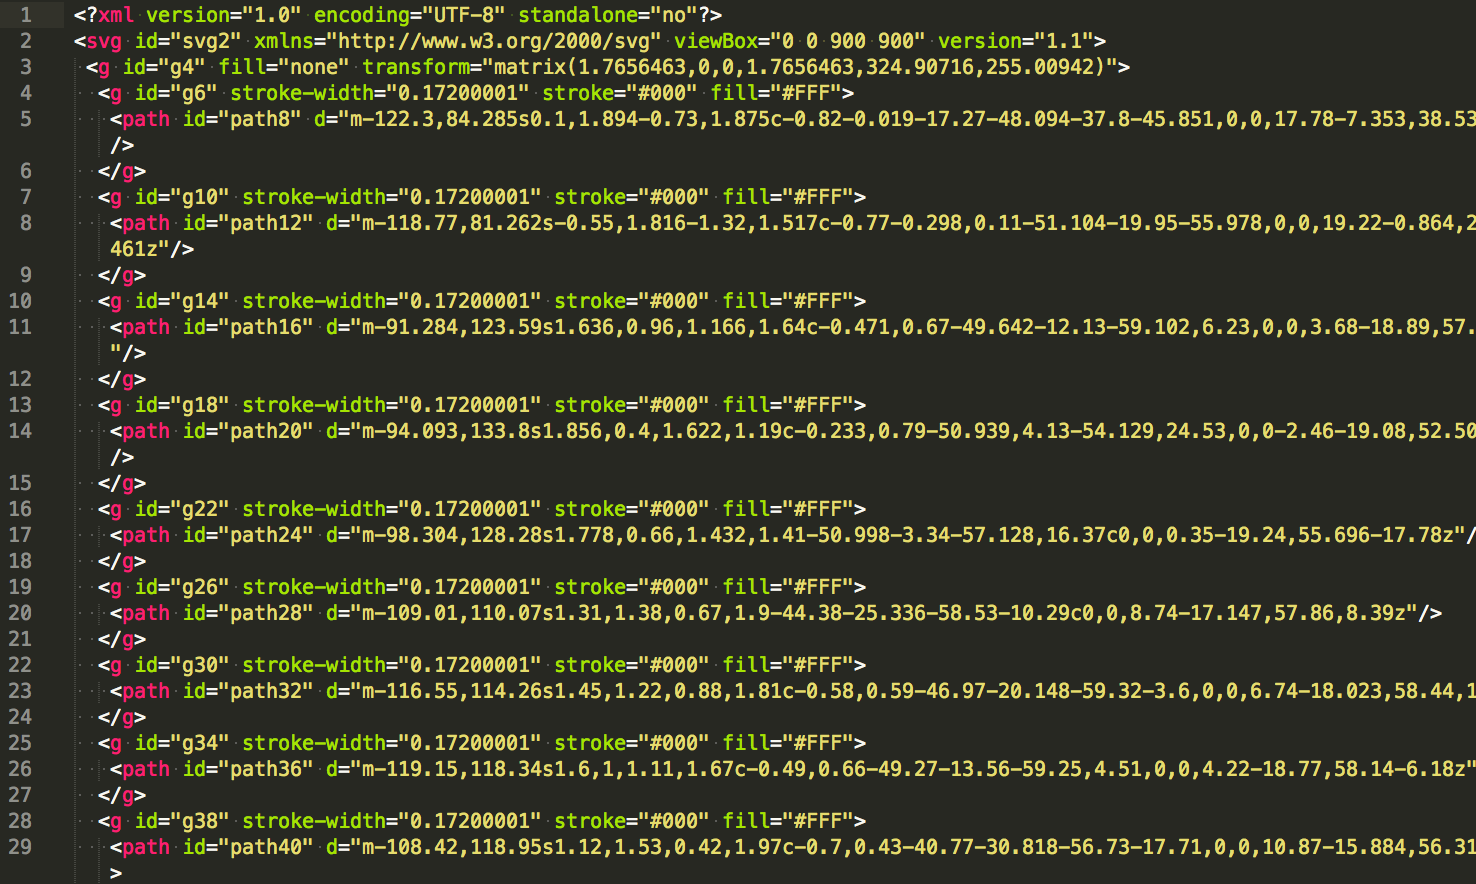 1 <?xml version="1.0" encoding="UTF-8" standalone="no"?>
2 <svg id="svg2" xmlns="http://www.w3.org/2000/svg" viewBox="0 0 900 900" version="1.1">
3 <g id="g4" fill="none" transform="matrix(1.7656463,0,0,1.7656463,324.90716,255.00942)">
4 <g id="g6" stroke-width="0.17200001" stroke="#000" fill="#FFF">
5 <path id="path8" d="m-122.3,84.285s0.1,1.894-0.73,1.875c-0.82-0.019-17.27-48.094-37.8-45.851,0,0,17.78-7.353,38.53
/>
6 </g>
7 <g id="g10" stroke-width="0.17200001" stroke="#000" fill="#FFF">
8 <path id="path12" d="m-118.77,81.262s-0.55,1.816-1.32,1.517c-0.77-0.298,0.11-51.104-19.95-55.978,0,0,19.22-0.864,2
461z"/>
9 </g>
10 <g id="g14" stroke-width="0.17200001" stroke="#000" fill="#FFF">
11 <path id="path16" d="m-91.284,123.59s1.636,0.96,1.166,1.64c-0.471,0.67-49.642-12.13-59.102,6.23,0,0,3.68-18.89,57.
"/>
12 </g>
13 <g id="g18" stroke-width="0.17200001" stroke="#000" fill="#FFF">
14 <path id="path20" d="m-94.093,133.8s1.856,0.4,1.622,1.19c-0.233,0.79-50.939,4.13-54.129,24.53,0,0-2.46-19.08,52.50
/>
15 </g>
16 <g id="g22" stroke-width="0.17200001" stroke="#000" fill="#FFF">
17 <path id="path24" d="m-98.304,128.28s1.778,0.66,1.432,1.41-50.998-3.34-57.128,16.37c0,0,0.35-19.24,55.696-17.78z"/
18 </g>
19 <g id="g26" stroke-width="0.17200001" stroke="#000" fill="#FFF">
20 <path id="path28" d="m-109.01,110.07s1.31,1.38,0.67,1.9-44.38-25.336-58.53-10.29c0,0,8.74-17.147,57.86,8.39z"/>
21 </g>
22 <g id="g30" stroke-width="0.17200001" stroke="#000" fill="#FFF">
23 <path id="path32" d="m-116.55,114.26s1.45,1.22,0.88,1.81c-0.58,0.59-46.97-20.148-59.32-3.6,0,0,6.74-18.023,58.44,1
24 </g>
25 <g id="g34" stroke-width="0.17200001" stroke="#000" fill="#FFF">
26 <path id="path36" d="m-119.15,118.34s1.6,1,1.11,1.67c-0.49,0.66-49.27-13.56-59.25,4.51,0,0,4.22-18.77,58.14-6.18z"
27 </g>
28 <g id="g38" stroke-width="0.17200001" stroke="#000" fill="#FFF">
29 <path id="path40" d="m-108.42,118.95s1.12,1.53,0.42,1.97c-0.7,0.43-40.77-30.818-56.73-17.71,0,0,10.87-15.884,56.31
>